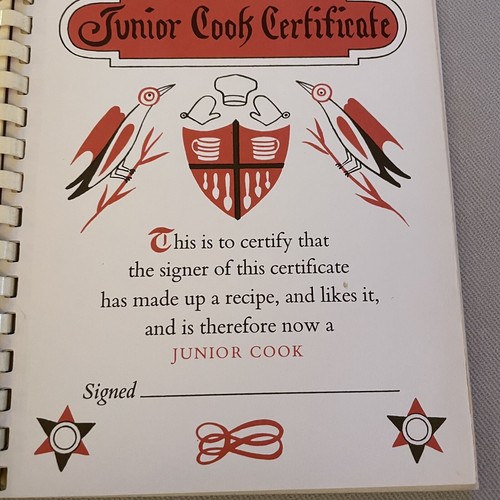 Junior Cook Certificate
This is to certify that
the signer of this certificate
has made up a recipe, and likes it,
and is therefore now a
JUNIOR COOK
Signed